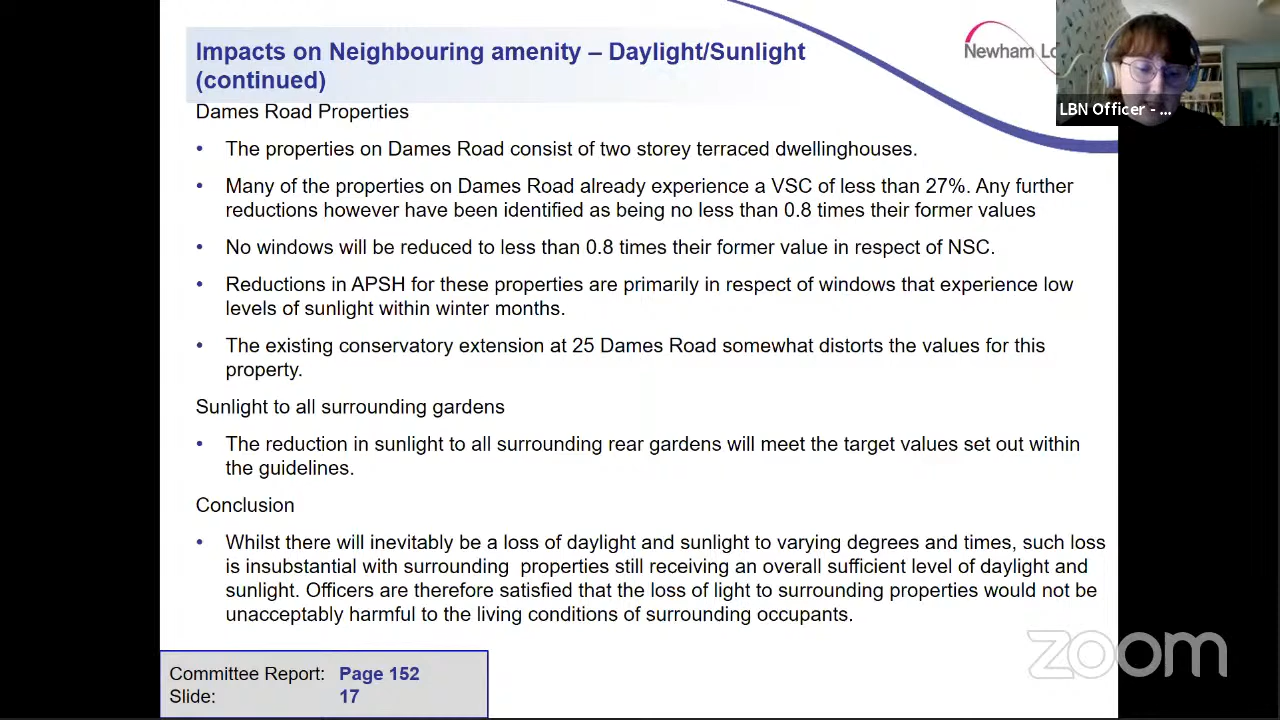 Impacts on Neighbouring amenity – Daylight/Sunlight
(continued)
Newham Lo
LBN Officer - ...
Dames Road Properties
• The properties on Dames Road consist of two storey terraced dwellinghouses.
• Many of the properties on Dames Road already experience a VSC of less than 27%. Any further
reductions however have been identified as being no less than 0.8 times their former values
• No windows will be reduced to less than 0.8 times their former value in respect of NSC.
• Reductions in APSH for these properties are primarily in respect of windows that experience low
levels of sunlight within winter months.
• The existing conservatory extension at 25 Dames Road somewhat distorts the values for this
property.
Sunlight to all surrounding gardens
• The reduction in sunlight to all surrounding rear gardens will meet the target values set out within
the guidelines.
Conclusion
• Whilst there will inevitably be a loss of daylight and sunlight to varying degrees and times, such loss
is insubstantial with surrounding properties still receiving an overall sufficient level of daylight and
sunlight. Officers are therefore satisfied that the loss of light to surrounding properties would not be
unacceptably harmful to the living conditions of surrounding occupants.
Committee Report: Page 152
Slide: 17
zoom